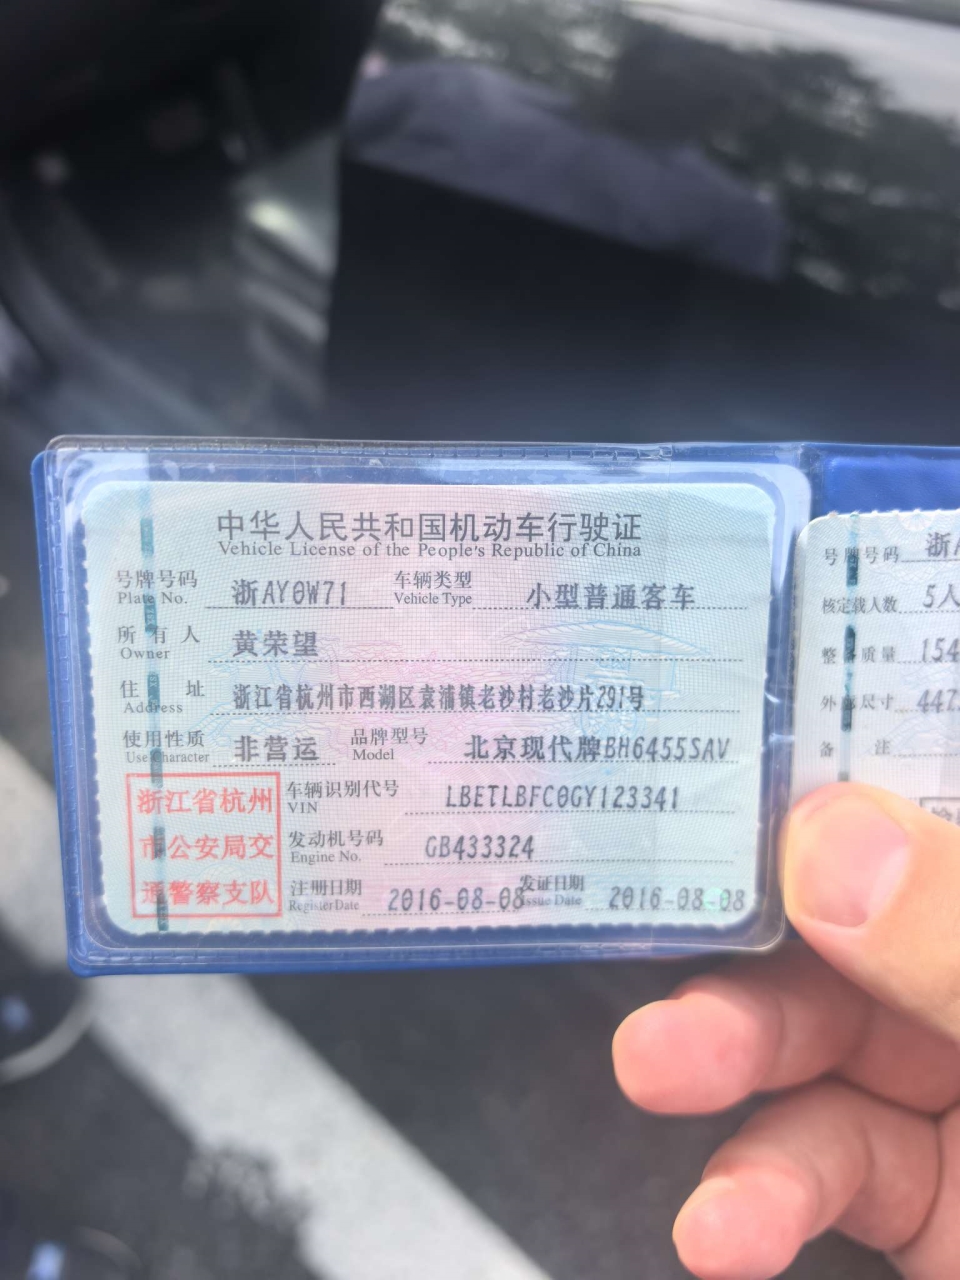 中华人民共和国机动车行驶证
Vehicle License of the People's Republic of China
号牌号码 浙AY0W71 车辆类型 小型普通客车
Plate No. Vehicle Type
所有人 黄荣望
Owner
住址 浙江省杭州市西湖区袁浦镇老沙村老沙片291号
Address
使用性质 非营运 品牌型号 北京现代牌BH6455SAV
Use Character Model
浙江省杭州
市公安局交
通警察支队
车辆识别代号 LBETLBFC0GY123341
VIN
发动机号码 GB433324
Engine No.
注册日期 2016-08-08 发证日期 2016-08-08
Register Date Issue Date
号牌号码 浙A
核定载人数 5人
整备质量 154
外廓尺寸 447
备注